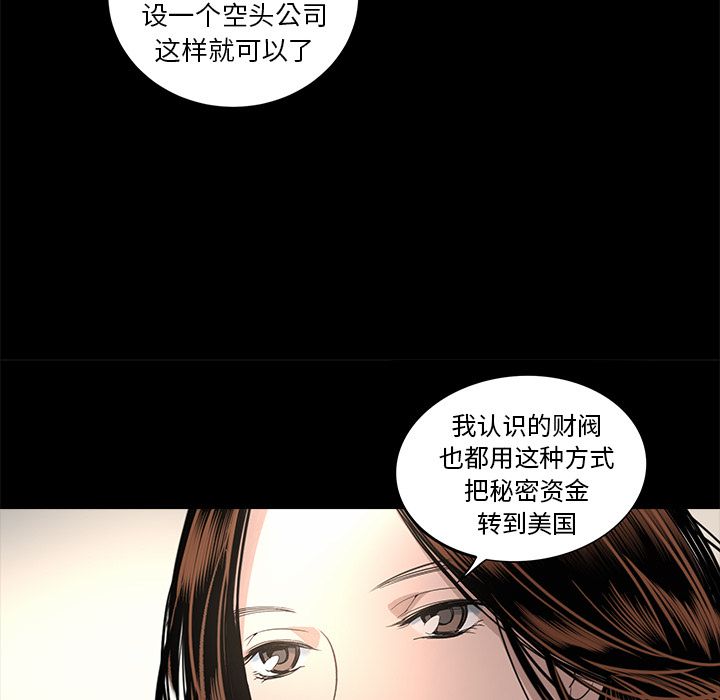 设一个空头公司
这样就可以了
我认识的财阀
也都用这种方式
把秘密资金
转到美国